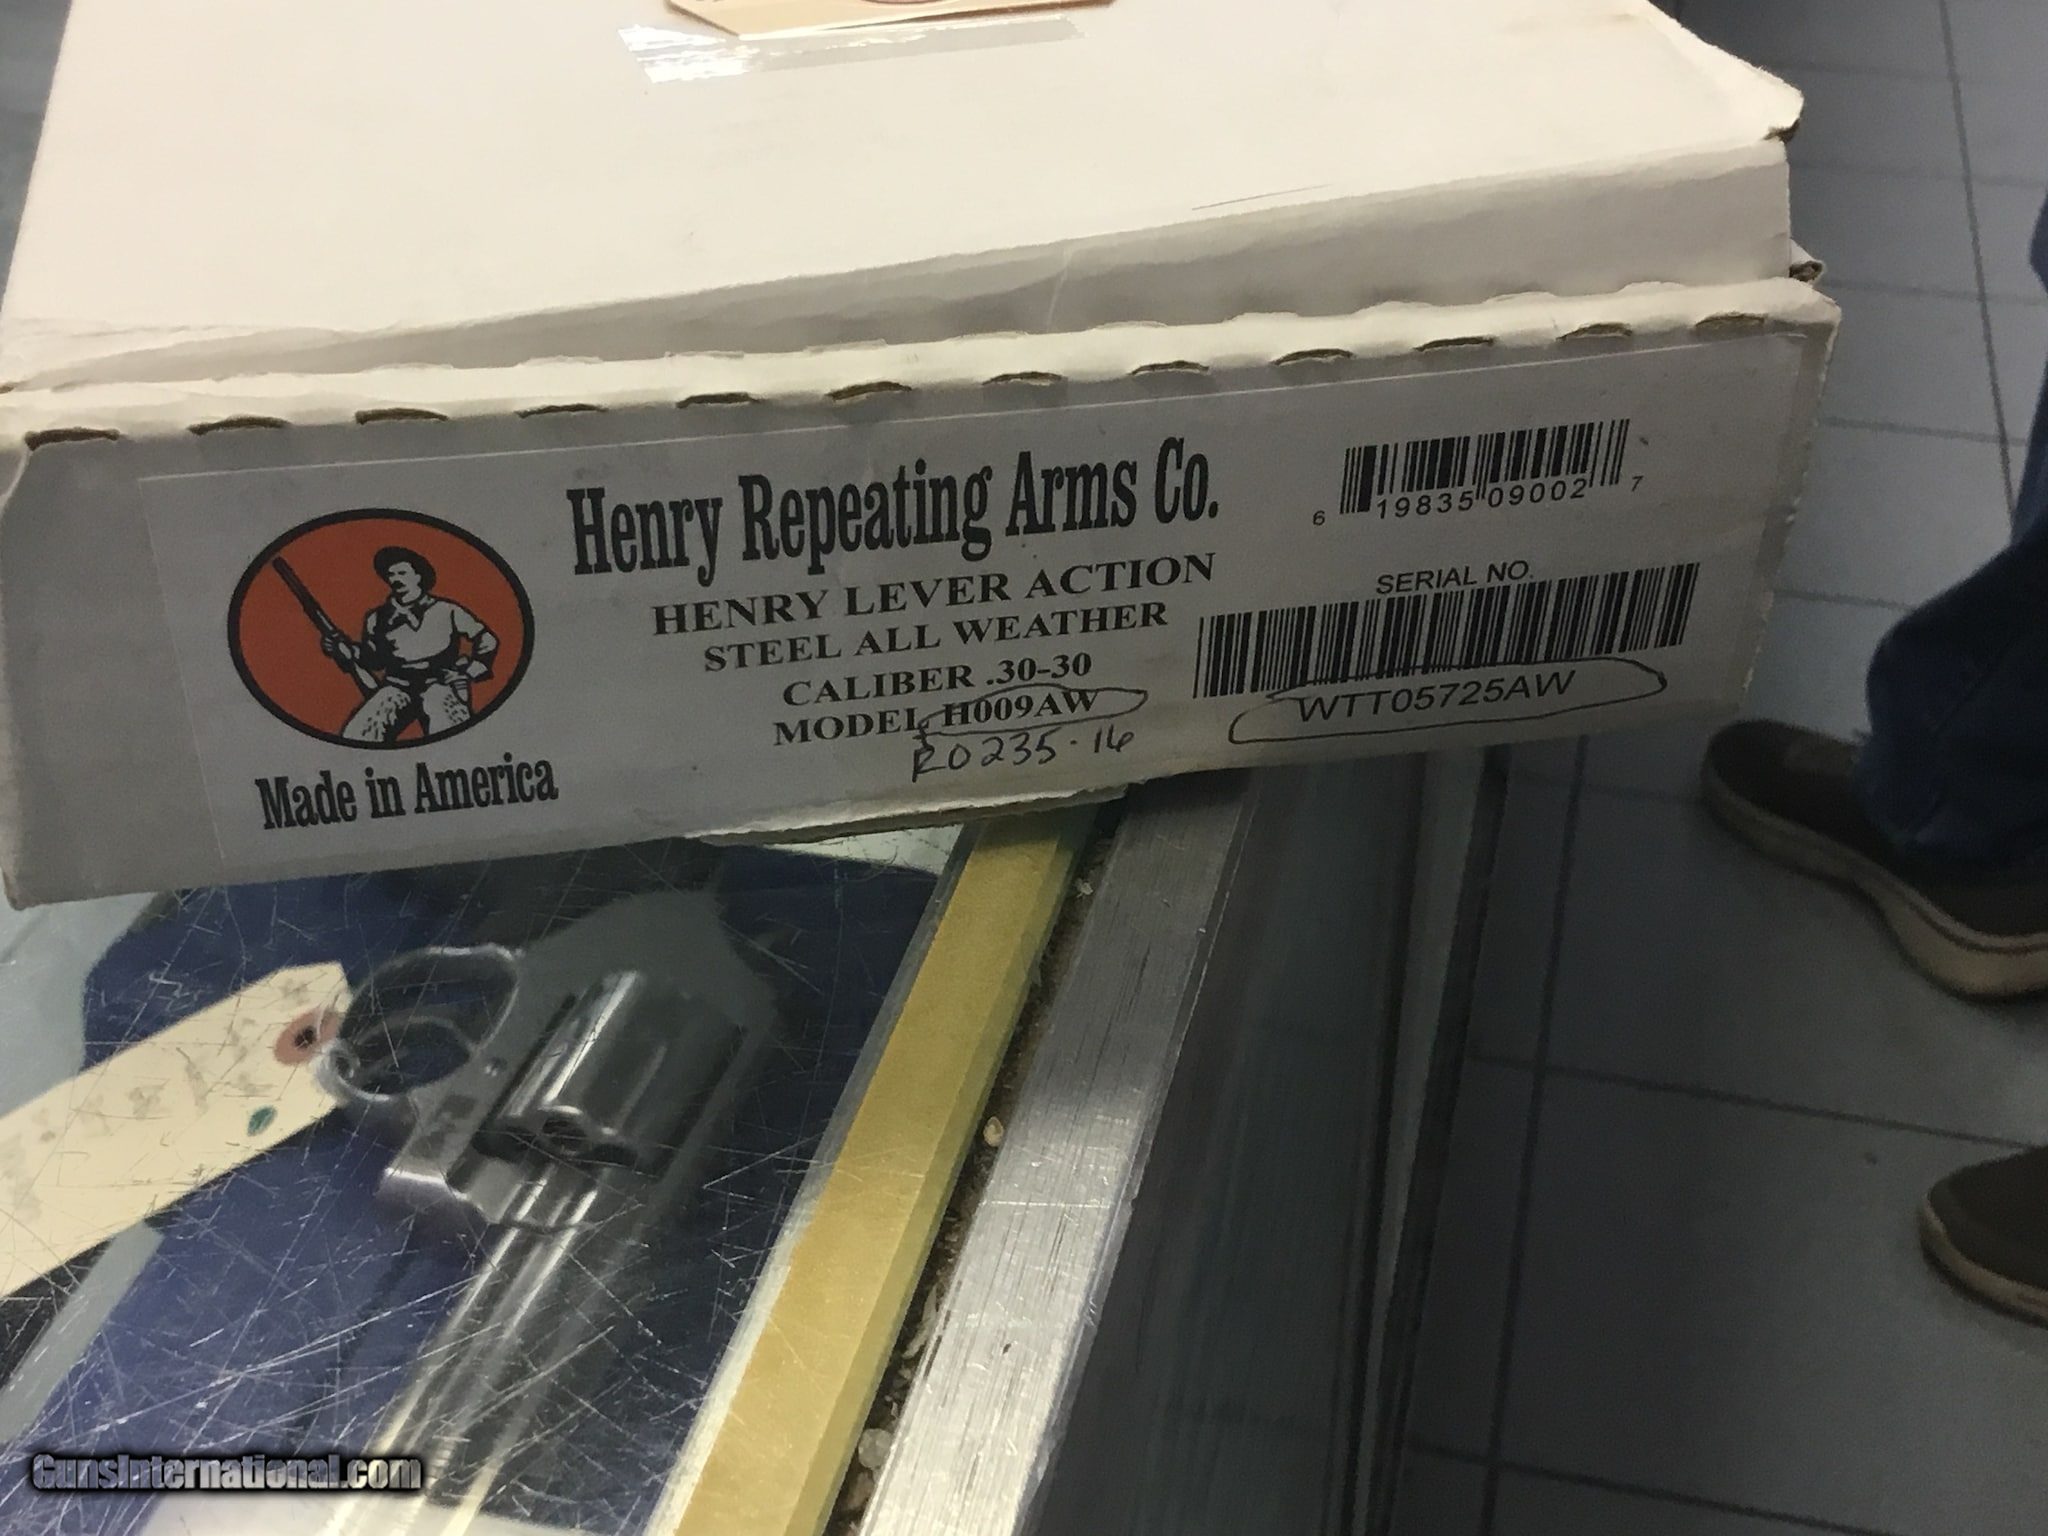 Henry Repeating Arms Co.
HENRY LEVER ACTION
STEEL ALL WEATHER
CALIBER .30-30
MODEL H009AW
R0235-16
Made in America
6 19835 09002 7
SERIAL NO.
WTT05725AW
GunsInternational.com